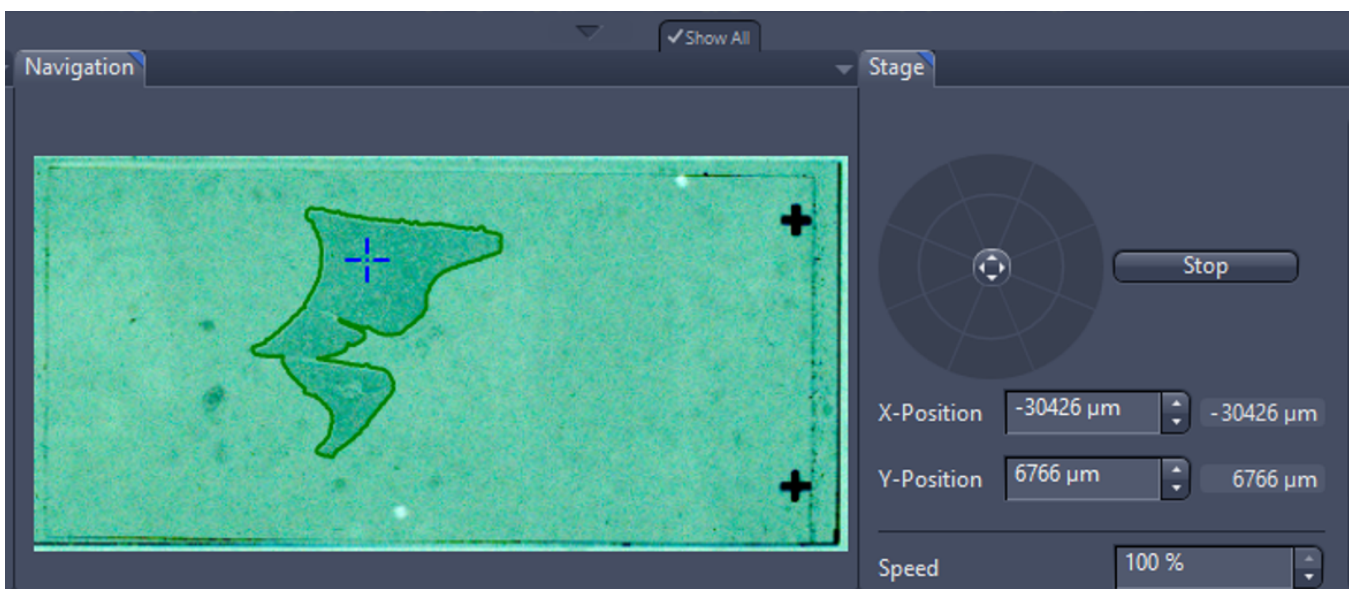 Show All
Navigation
Stage
Stop
X-Position -30426 µm -30426 µm
Y-Position 6766 µm 6766 µm
Speed 100 %